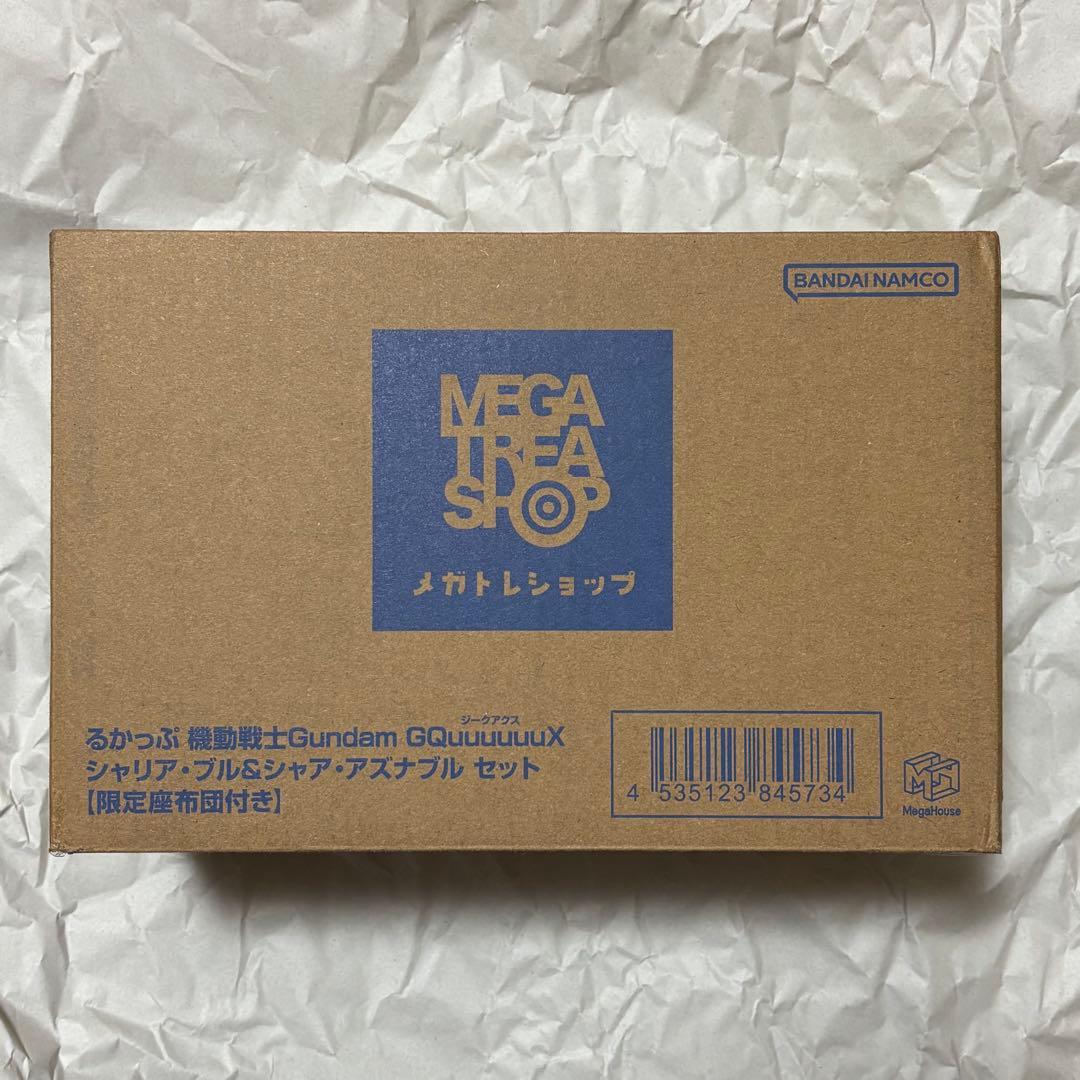 BANDAI NAMCO
MEGA
TREA
SHOP
メガトレショップ
ジークアクス
るかっぷ 機動戦士Gundam GQuuuuuuX
シャリア・ブル&シャア・アズナブル セット
【限定座布団付き】
4 535123 845734
MegaHouse